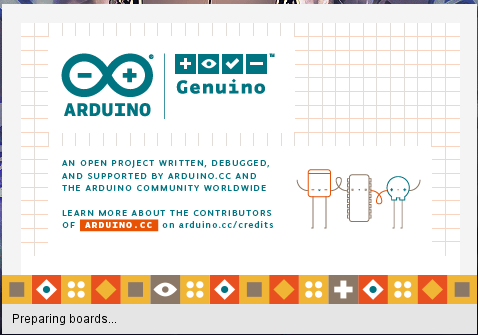 ARDUINO
Genuino™
AN OPEN PROJECT WRITTEN, DEBUGGED,
AND SUPPORTED BY ARDUINO.CC AND
THE ARDUINO COMMUNITY WORLDWIDE
LEARN MORE ABOUT THE CONTRIBUTORS
OF ARDUINO.CC on arduino.cc/credits
Preparing boards...